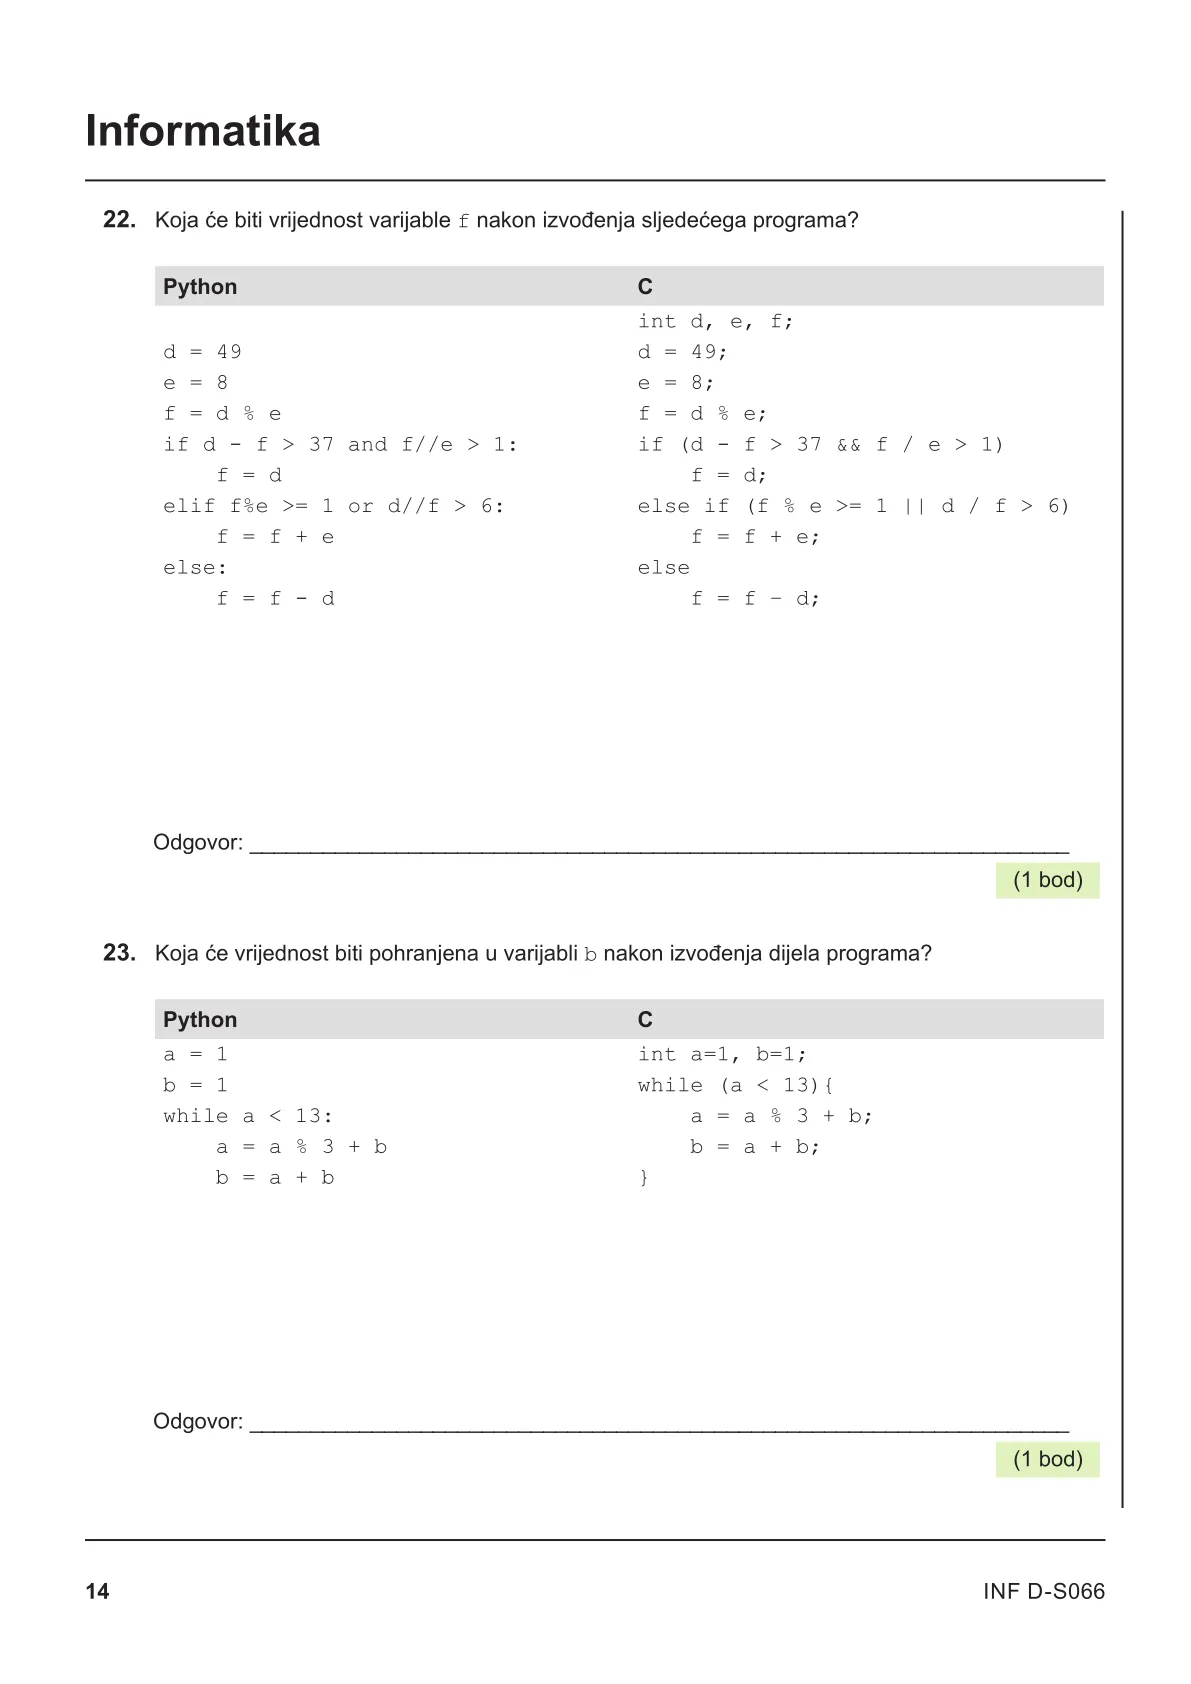 Informatika
22. Koja će biti vrijednost varijable f nakon izvođenja sljedećega programa?
Python C
int d, e, f;
d = 49 d = 49;
e = 8 e = 8;
f = d % e f = d % e;
if d - f > 37 and f//e > 1: if (d - f > 37 && f / e > 1)
f = d f = d;
elif f%e >= 1 or d//f > 6: else if (f % e >= 1 || d / f > 6)
f = f + e f = f + e;
else: else
f = f - d f = f – d;
Odgovor: ____________________________________________________________________
(1 bod)
23. Koja će vrijednost biti pohranjena u varijabli b nakon izvođenja dijela programa?
Python C
a = 1 int a=1, b=1;
b = 1 while (a < 13){
while a < 13: a = a % 3 + b;
a = a % 3 + b b = a + b;
b = a + b }
Odgovor: ____________________________________________________________________
(1 bod)
14 INF D-S066